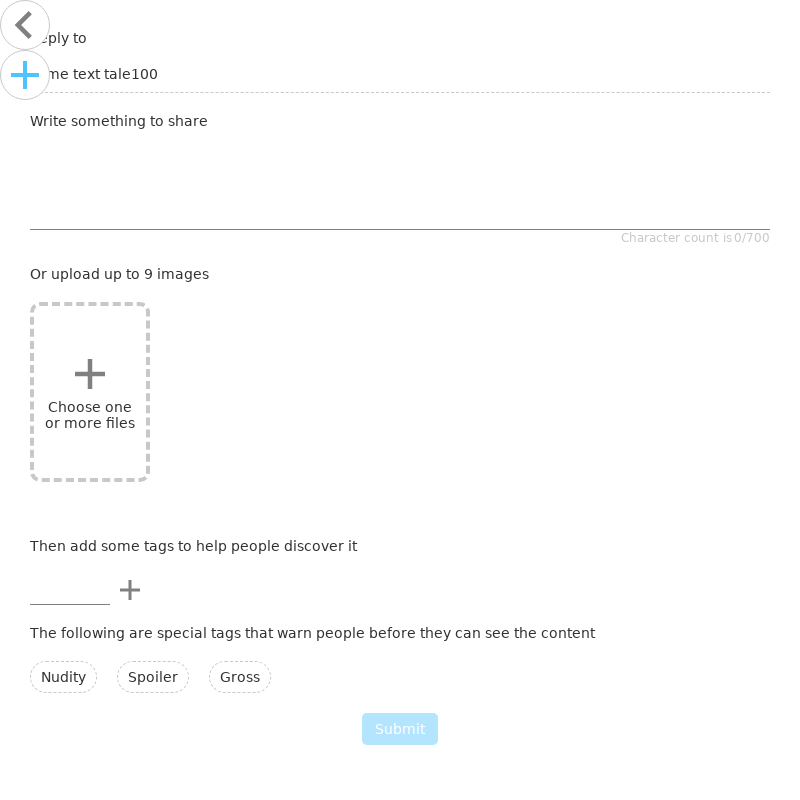 eply to
me text tale100
Write something to share
Character count is 0/700
Or upload up to 9 images
Choose one
or more files
Then add some tags to help people discover it
The following are special tags that warn people before they can see the content
Nudity Spoiler Gross
Submit